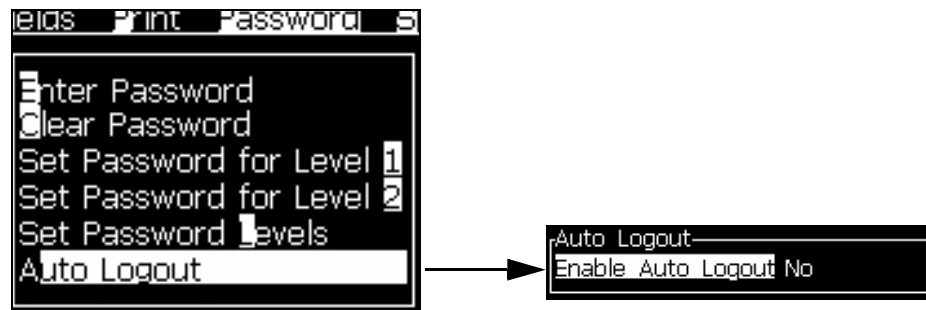 elds Print Password S
Enter Password
Clear Password
Set Password for Level 1
Set Password for Level 2
Set Password Levels
Auto Logout
Auto Logout
Enable Auto Logout No